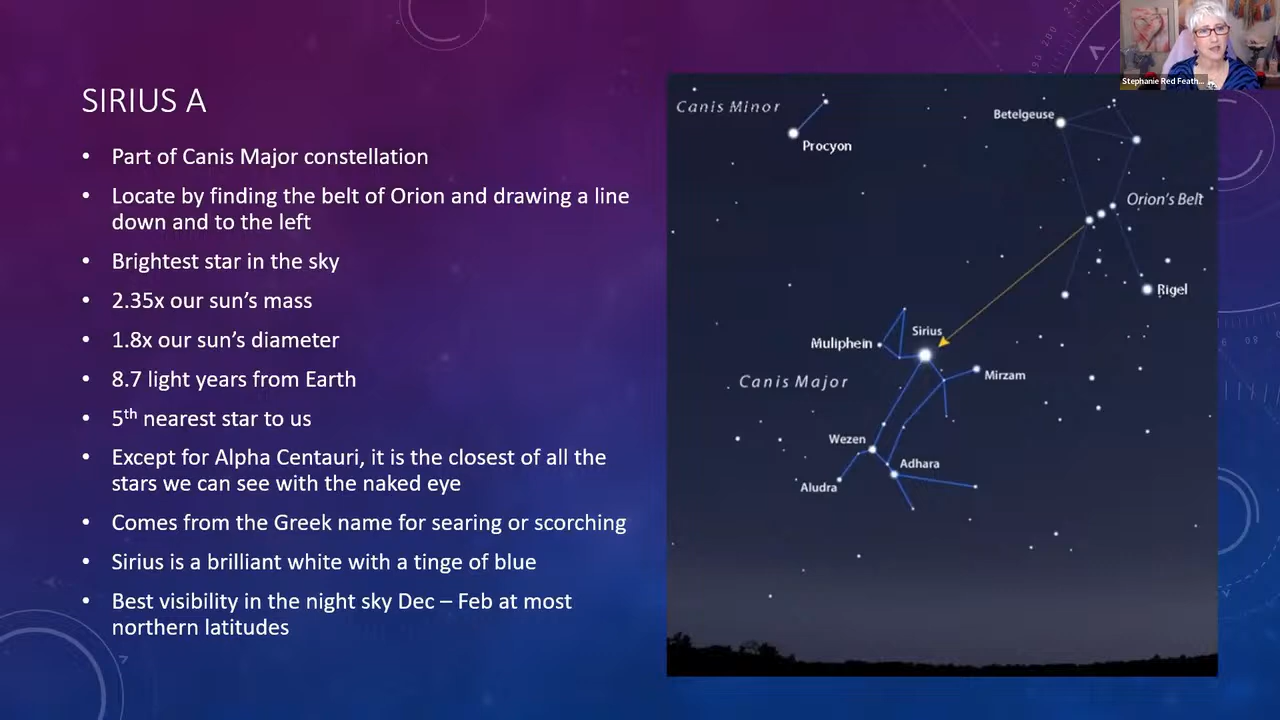 Stephanie Red Feath...
SIRIUS A
• Part of Canis Major constellation
• Locate by finding the belt of Orion and drawing a line
down and to the left
• Brightest star in the sky
• 2.35x our sun's mass
• 1.8x our sun's diameter
• 8.7 light years from Earth
• 5th nearest star to us
• Except for Alpha Centauri, it is the closest of all the
stars we can see with the naked eye
• Comes from the Greek name for searing or scorching
• Sirius is a brilliant white with a tinge of blue
• Best visibility in the night sky Dec – Feb at most
northern latitudes
Canis Minor
Procyon
Betelgeuse
Orion's Belt
Rigel
Sirius
Muliphein
Canis Major
Mirzam
Wezen
Adhara
Aludra